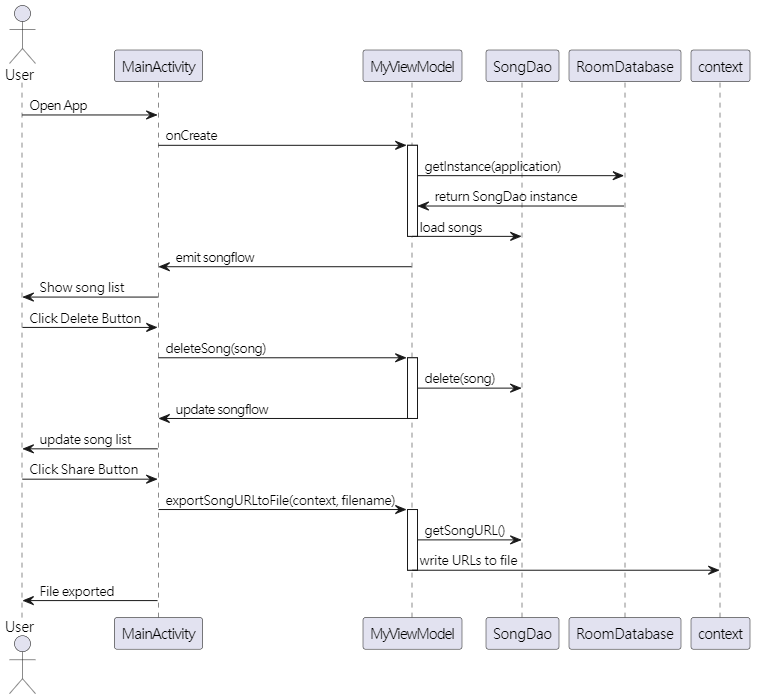 User
MainActivity
MyViewModel
SongDao
RoomDatabase
context
Open App
onCreate
getInstance(application)
return SongDao instance
load songs
emit songflow
Show song list
Click Delete Button
deleteSong(song)
delete(song)
update songflow
update song list
Click Share Button
exportSongURLtoFile(context, filename)
getSongURL()
write URLs to file
File exported
User
MainActivity
MyViewModel
SongDao
RoomDatabase
context